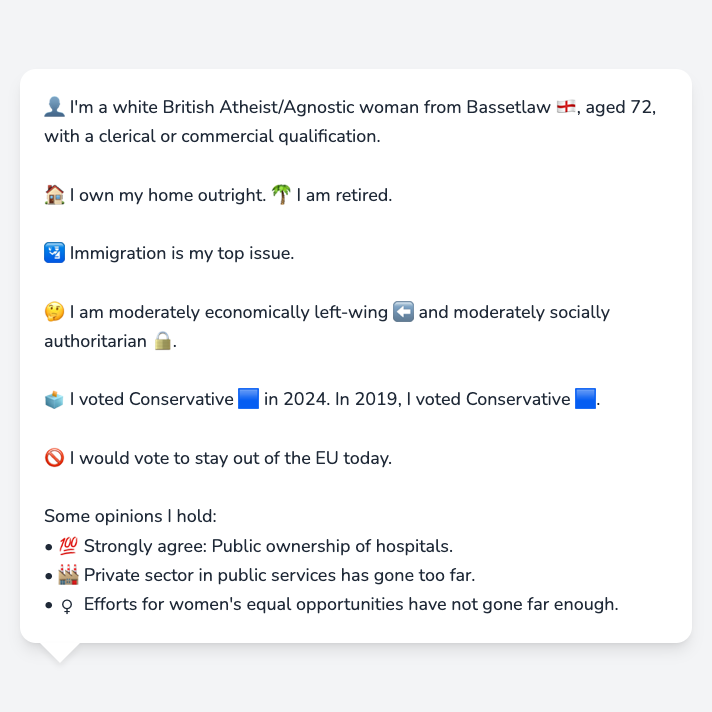 👤 I'm a white British Atheist/Agnostic woman from Bassetlaw 🏴󠁧󠁢󠁥󠁮󠁧󠁿, aged 72,
with a clerical or commercial qualification.
🏠 I own my home outright. 🌴 I am retired.
🛂 Immigration is my top issue.
🤔 I am moderately economically left-wing ⬅️ and moderately socially
authoritarian 🔒.
🗳️ I voted Conservative 🟦 in 2024. In 2019, I voted Conservative 🟦.
🚫 I would vote to stay out of the EU today.
Some opinions I hold:
• 💯 Strongly agree: Public ownership of hospitals.
• 🏭 Private sector in public services has gone too far.
• ♀ Efforts for women's equal opportunities have not gone far enough.